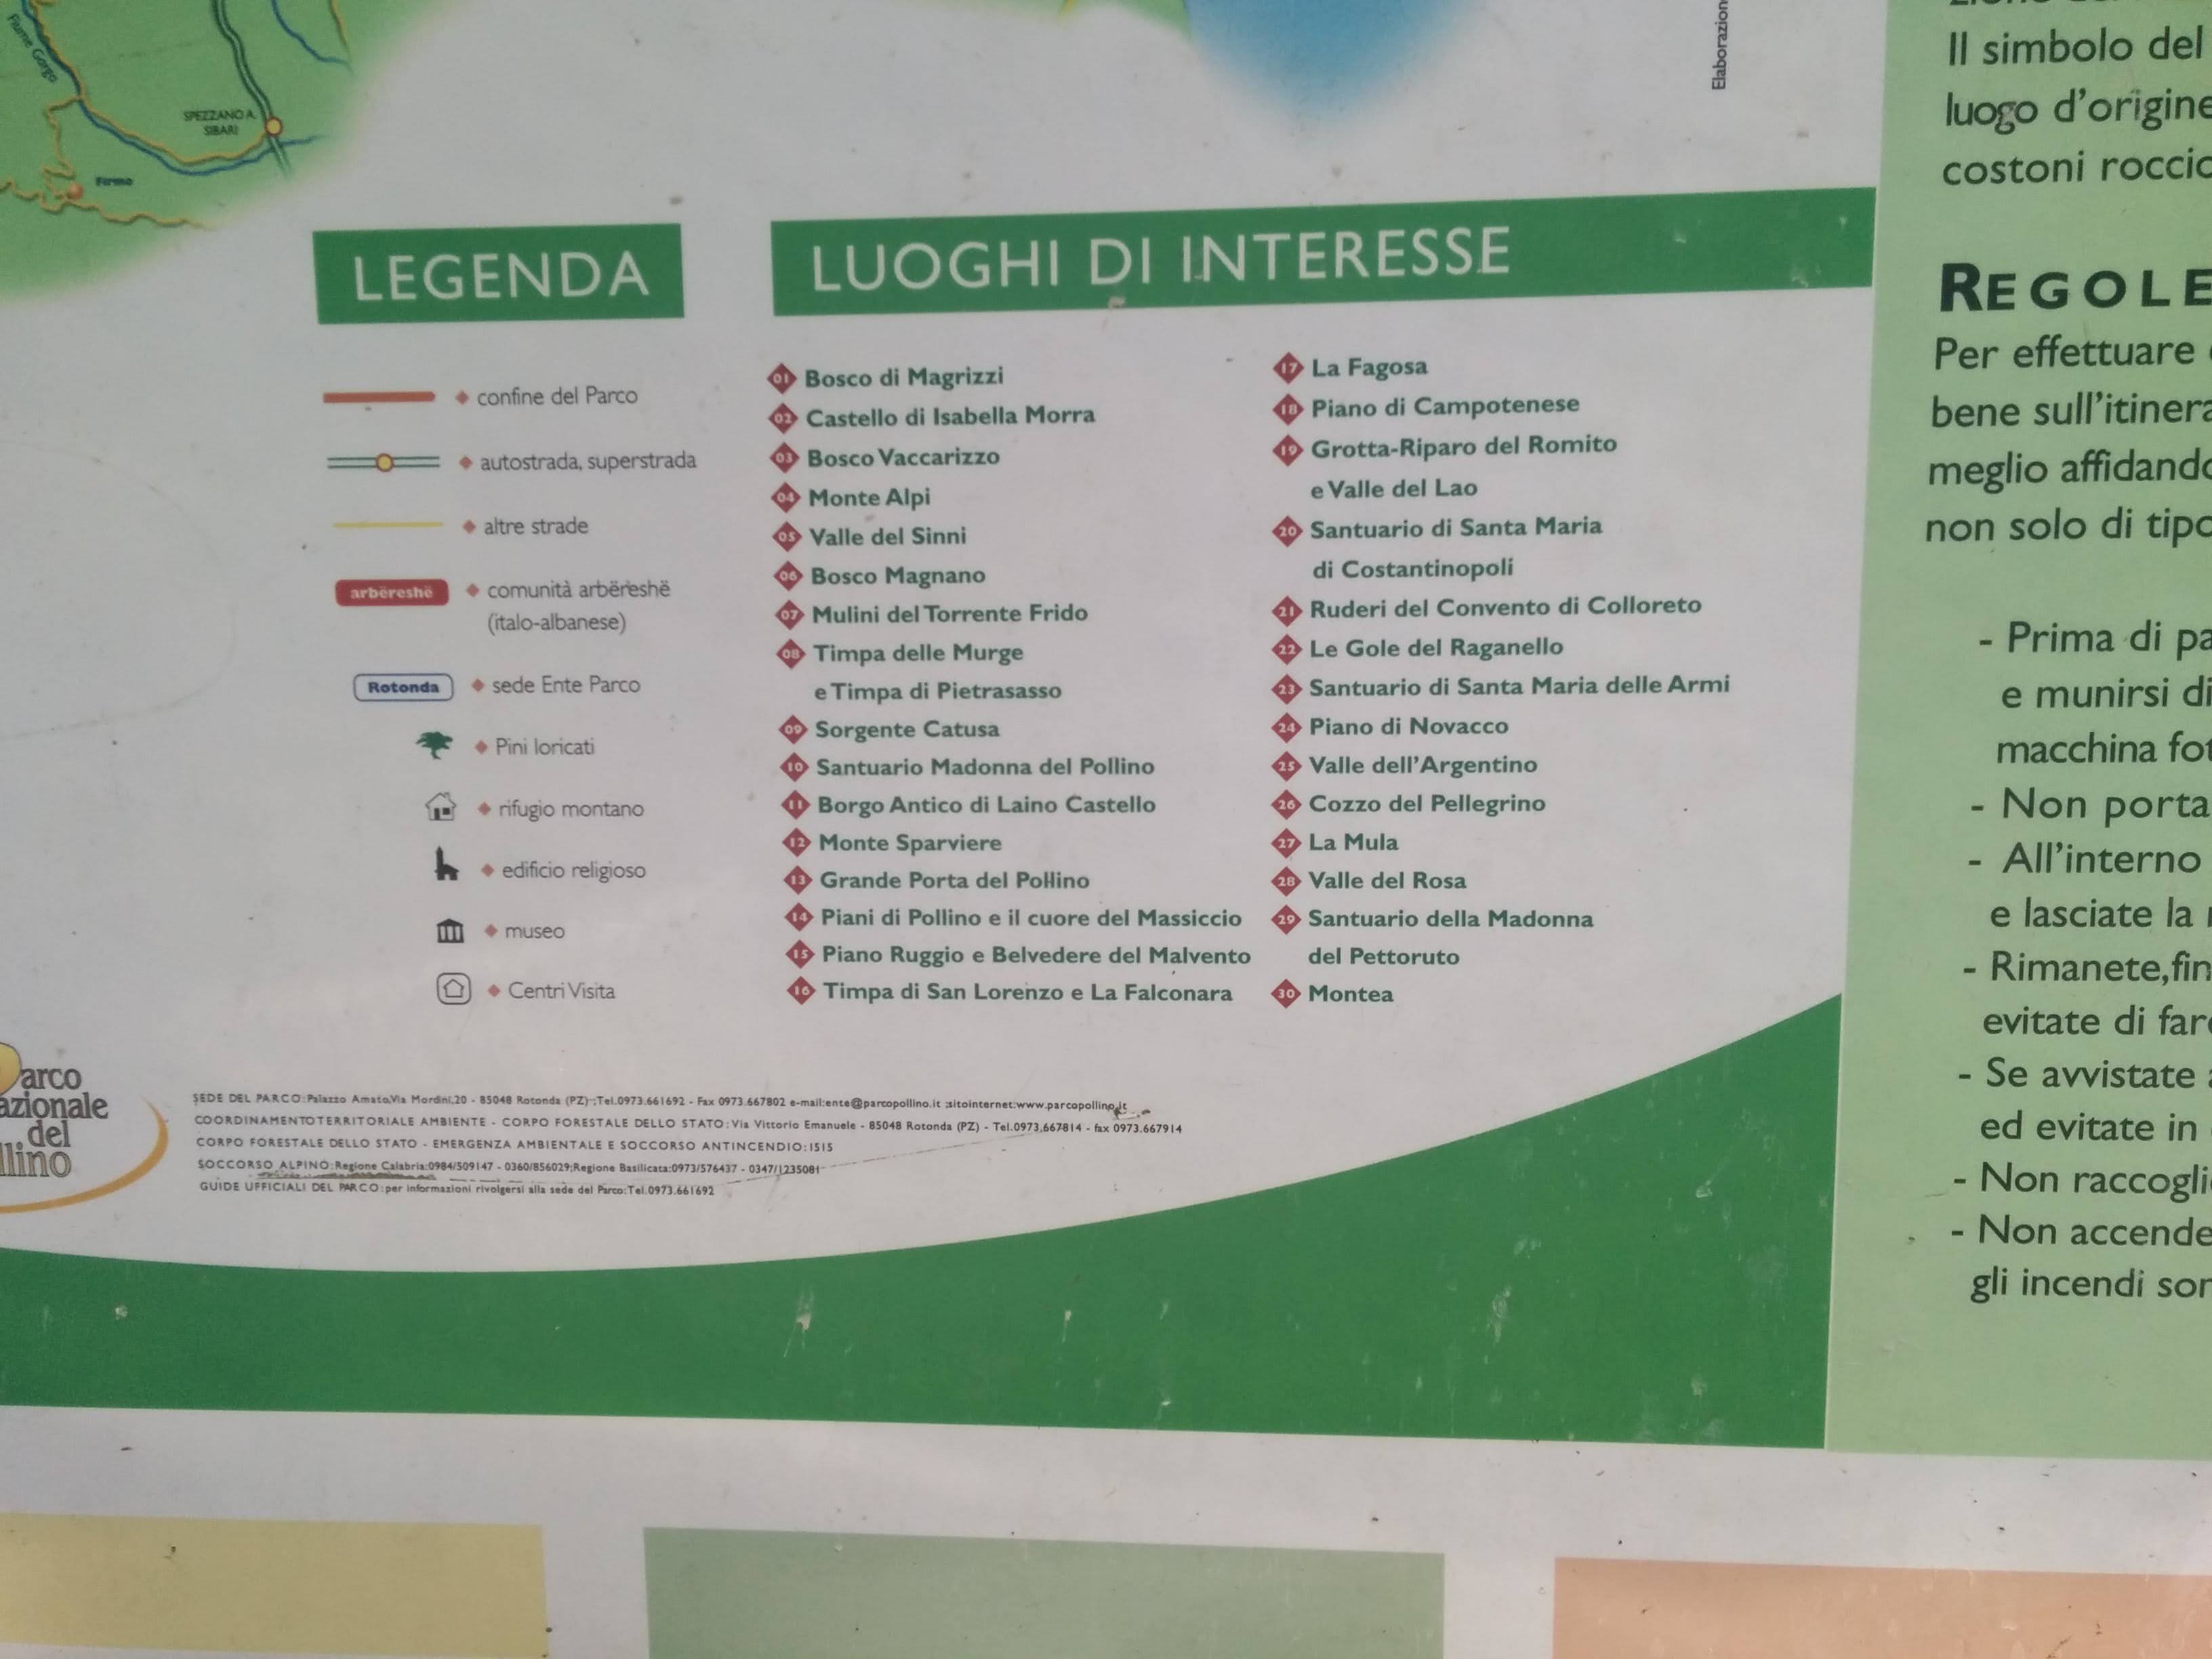 Fiume Gorgo
SPEZZANO A.
SIBARI
Firmo
Elaborazion
LEGENDA
confine del Parco
autostrada, superstrada
altre strade
arbëreshë
comunità arbëreshë
(italo-albanese)
Rotonda
sede Ente Parco
Pini loricati
rifugio montano
edificio religioso
museo
Centri Visita
LUOGHI DI INTERESSE
01 Bosco di Magrizzi
02 Castello di Isabella Morra
03 Bosco Vaccarizzo
04 Monte Alpi
05 Valle del Sinni
06 Bosco Magnano
07 Mulini del Torrente Frido
08 Timpa delle Murge
e Timpa di Pietrasasso
09 Sorgente Catusa
10 Santuario Madonna del Pollino
11 Borgo Antico di Laino Castello
12 Monte Sparviere
13 Grande Porta del Pollino
14 Piani di Pollino e il cuore del Massiccio
15 Piano Ruggio e Belvedere del Malvento
16 Timpa di San Lorenzo e La Falconara
17 La Fagosa
18 Piano di Campotenese
19 Grotta-Riparo del Romito
e Valle del Lao
20 Santuario di Santa Maria
di Costantinopoli
21 Ruderi del Convento di Colloreto
22 Le Gole del Raganello
23 Santuario di Santa Maria delle Armi
24 Piano di Novacco
25 Valle dell'Argentino
26 Cozzo del Pellegrino
27 La Mula
28 Valle del Rosa
29 Santuario della Madonna
del Pettoruto
30 Montea
arco
azionale
del
llino
SEDE DEL PARCO:Palazzo Amato,Via Mordini,20 - 85048 Rotonda (PZ)-;Tel.0973.661692 - Fax 0973.667802 e-mail:ente@parcopollino.it :sitointernet:www.parcopollino.it
COORDINAMENTO TERRITORIALE AMBIENTE - CORPO FORESTALE DELLO STATO: Via Vittorio Emanuele - 85048 Rotonda (PZ) - Tel.0973.667814 - fax 0973.667914
CORPO FORESTALE DELLO STATO - EMERGENZA AMBIENTALE E SOCCORSO ANTINCENDIO:1515
SOCCORSO ALPINO:Regione Calabria:0984/509147 - 0360/856029;Regione Basilicata:0973/576437 - 0347/1235081
GUIDE UFFICIALI DEL PARCO:per informazioni rivolgersi alla sede del Parco:Tel.0973.661692
Il simbolo del
luogo d'origine
costoni roccio
REGOLE
Per effettuare
bene sull'itinera
meglio affidando
non solo di tipo
- Prima di pa
e munirsi di
macchina fot
- Non porta
- All'interno
e lasciate la
- Rimanete,fin
evitate di fare
- Se avvistate
ed evitate in
- Non raccogli
- Non accende
gli incendi son